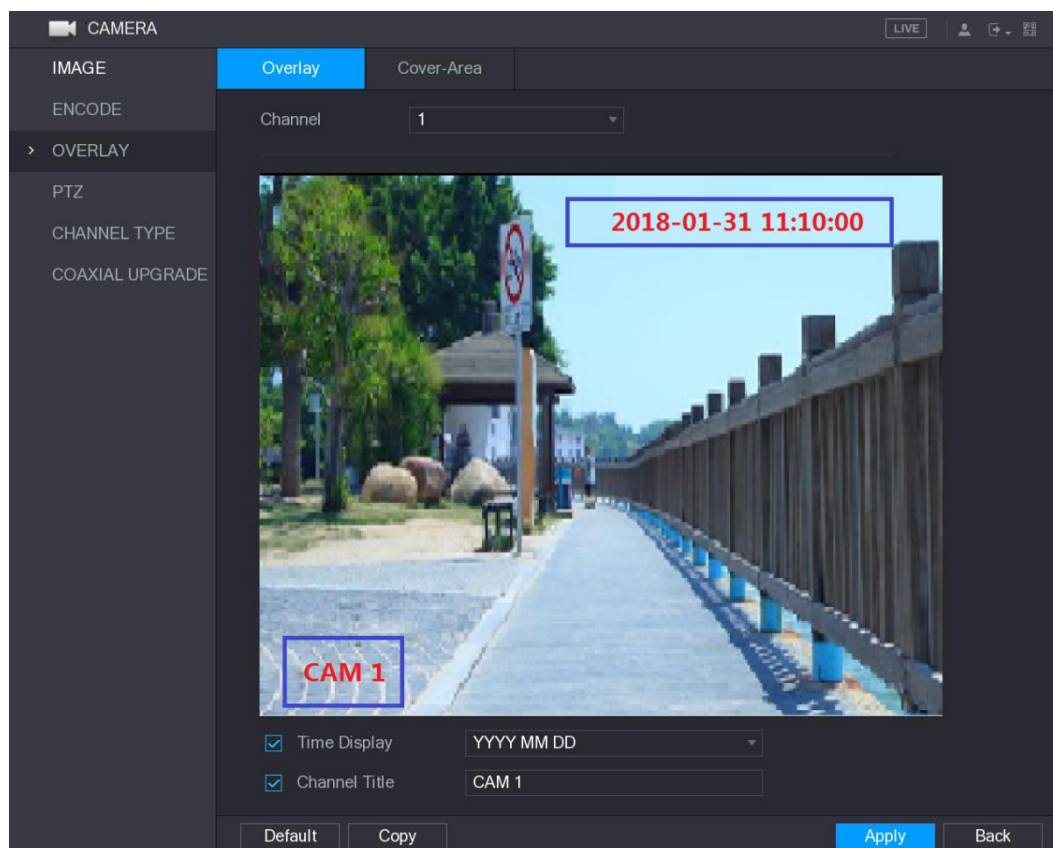 CAMERA
LIVE
IMAGE
ENCODE
OVERLAY
PTZ
CHANNEL TYPE
COAXIAL UPGRADE
Overlay Cover-Area
Channel 1
2018-01-31 11:10:00
CAM 1
Time Display YYYY MM DD
Channel Title CAM 1
Default Copy Apply Back